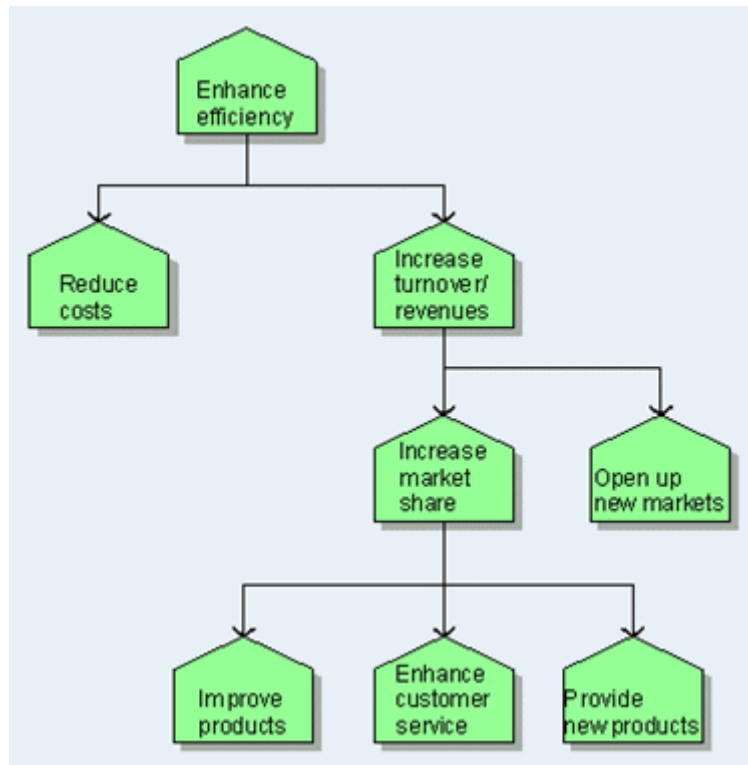 Enhance
efficiency
Reduce
costs
Increase
turnover/
revenues
Increase
market
share
Open up
new markets
Improve
products
Enhance
customer
service
Provide
new products